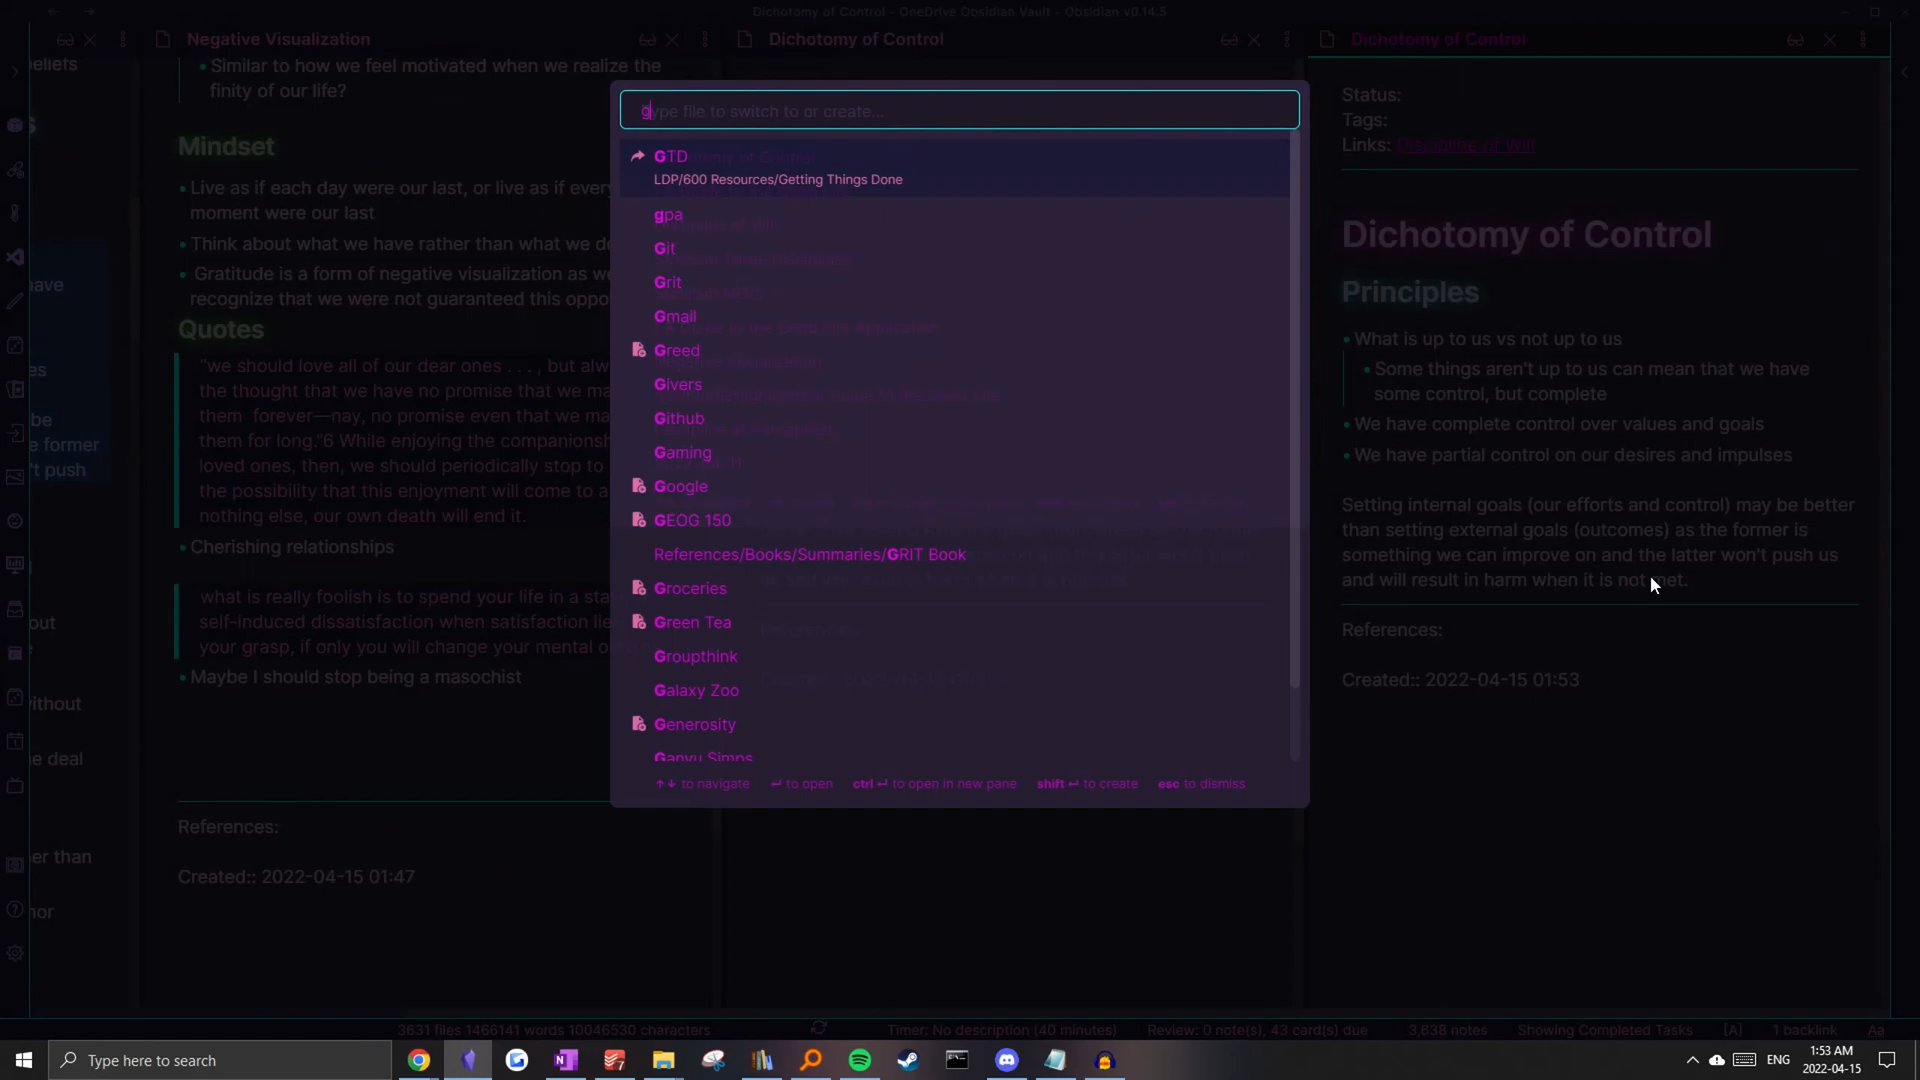 Dichotomy of Control - OneDrive Obsidian Vault - Obsidian v0.14.5
Negative Visualization
Dichotomy of Control
Dichotomy of Control
eliefs
have
es
be
e former
't push
out
vithout
e deal
er than
nor
Similar to how we feel motivated when we realize the
finity of our life?
Mindset
Live as if each day were our last, or live as if every
moment were our last
Think about what we have rather than what we do
Gratitude is a form of negative visualization as we
recognize that we were not guaranteed this oppo
Quotes
"we should love all of our dear ones . . . , but alw
the thought that we have no promise that we ma
them forever—nay, no promise even that we ma
them for long."6 While enjoying the companionsh
loved ones, then, we should periodically stop to
the possibility that this enjoyment will come to a
nothing else, our own death will end it.
Cherishing relationships
what is really foolish is to spend your life in a sta
self-induced dissatisfaction when satisfaction lie
your grasp, if only you will change your mental o
Maybe I should stop being a masochist
References:
Created:: 2022-04-15 01:47
gype file to switch to or create...
GTD
LDP/600 Resources/Getting Things Done
gpa
Git
Grit
Gmail
Greed
Givers
Github
Gaming
Google
GEOG 150
References/Books/Summaries/GRIT Book
Groceries
Green Tea
Groupthink
Galaxy Zoo
Generosity
Ganyu Simps
↑↓ to navigate ↵ to open ctrl ↵ to open in new pane shift ↵ to create esc to dismiss
Status:
Tags:
Links: Discipline of Will
Dichotomy of Control
Principles
What is up to us vs not up to us
Some things aren't up to us can mean that we have
some control, but complete
We have complete control over values and goals
We have partial control on our desires and impulses
Setting internal goals (our efforts and control) may be better
than setting external goals (outcomes) as the former is
something we can improve on and the latter won't push us
and will result in harm when it is not met.
References:
Created:: 2022-04-15 01:53
3631 files 1466141 words 10046530 characters
Timer: No description (40 minutes)
Review: 0 note(s), 43 card(s) due
3,638 notes
Showing Completed Tasks
[A]
1 backlink
Aa
Type here to search
ENG
1:53 AM
2022-04-15